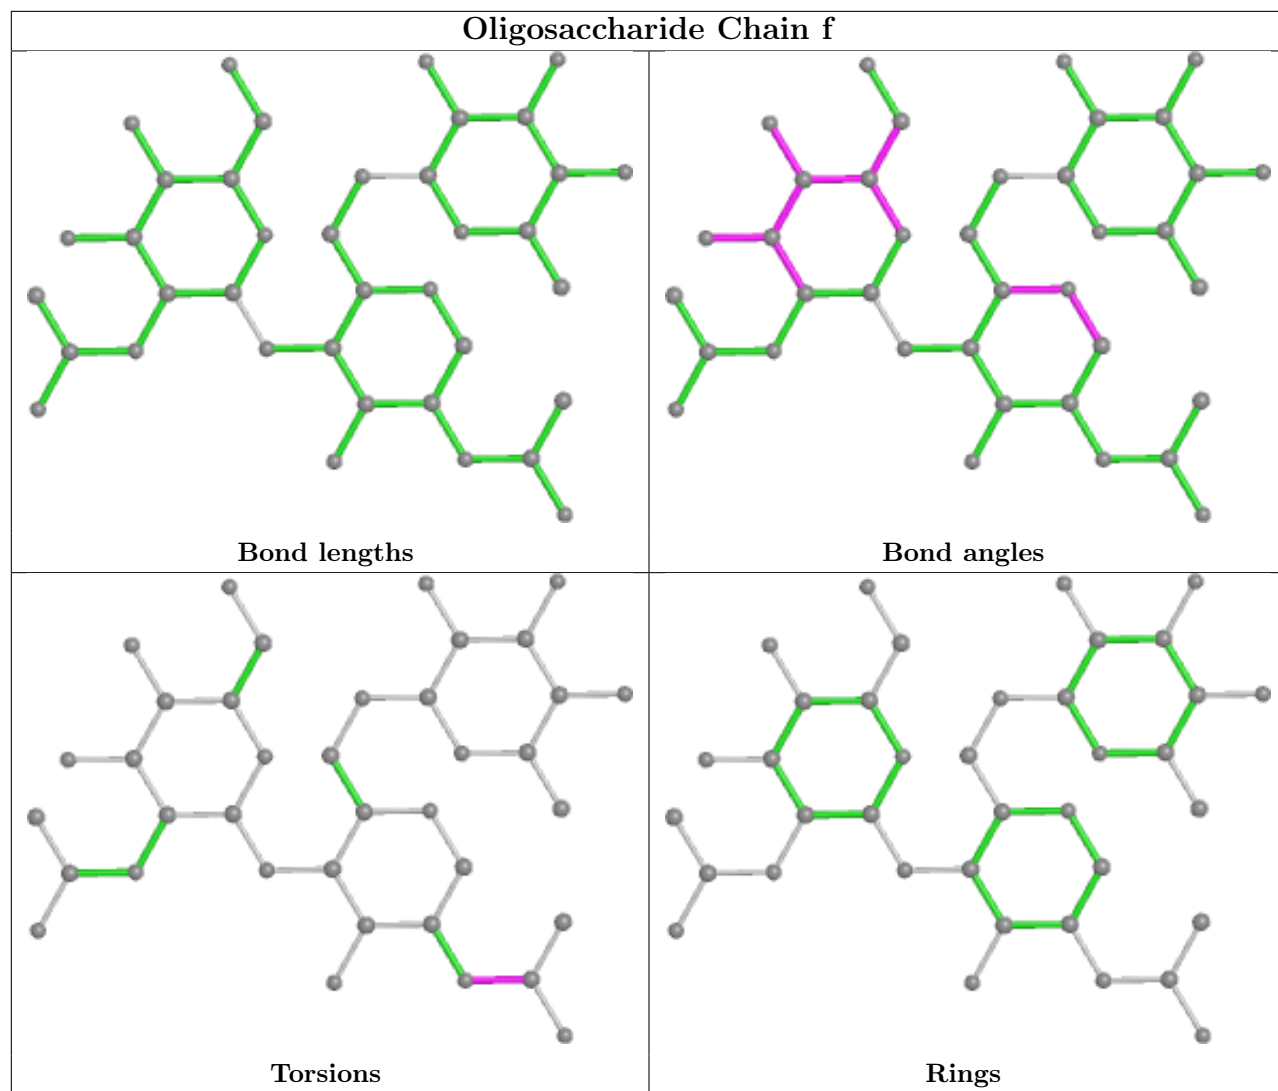 Oligosaccharide Chain f
Bond lengths
Bond angles
Torsions
Rings